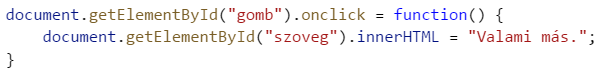 document.getElementById("gomb").onclick = function() {
    document.getElementById("szoveg").innerHTML = "Valami más.";
}